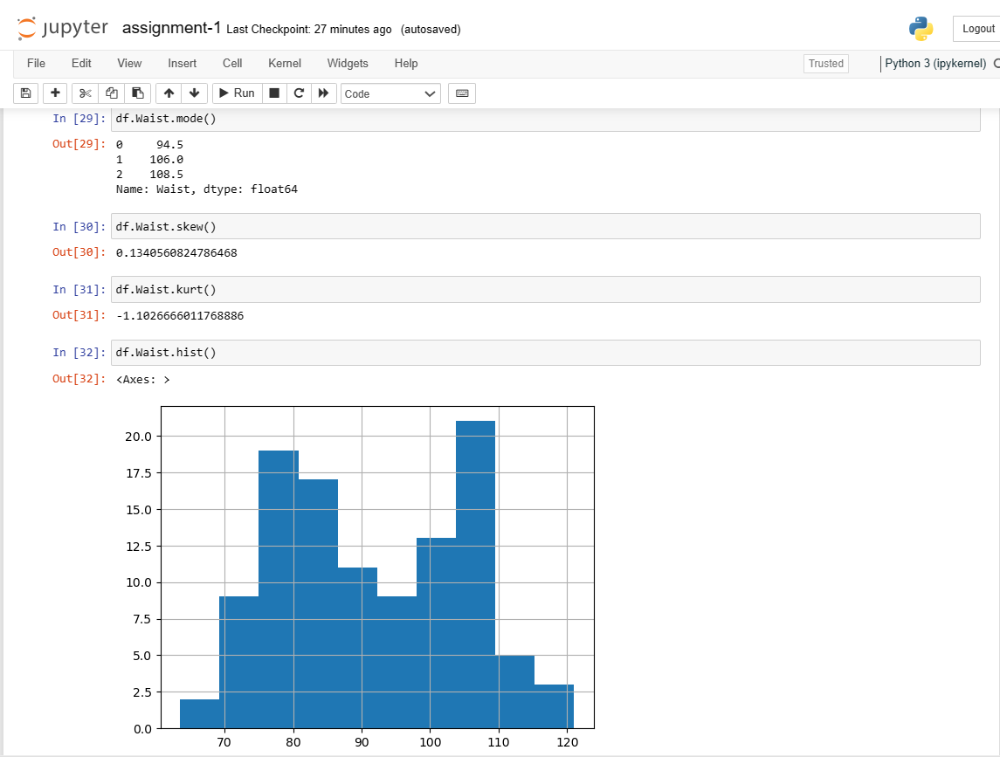 jupyter assignment-1 Last Checkpoint: 27 minutes ago (autosaved)
Logout
File Edit View Insert Cell Kernel Widgets Help
Trusted
Python 3 (ipykernel)
Run
Code
In [29]: df.Waist.mode()
Out[29]: 0     94.5
1    106.0
2    108.5
Name: Waist, dtype: float64
In [30]: df.Waist.skew()
Out[30]: 0.1340560824786468
In [31]: df.Waist.kurt()
Out[31]: -1.1026666011768886
In [32]: df.Waist.hist()
Out[32]: <Axes: >
20.0
17.5
15.0
12.5
10.0
7.5
5.0
2.5
0.0
70 80 90 100 110 120